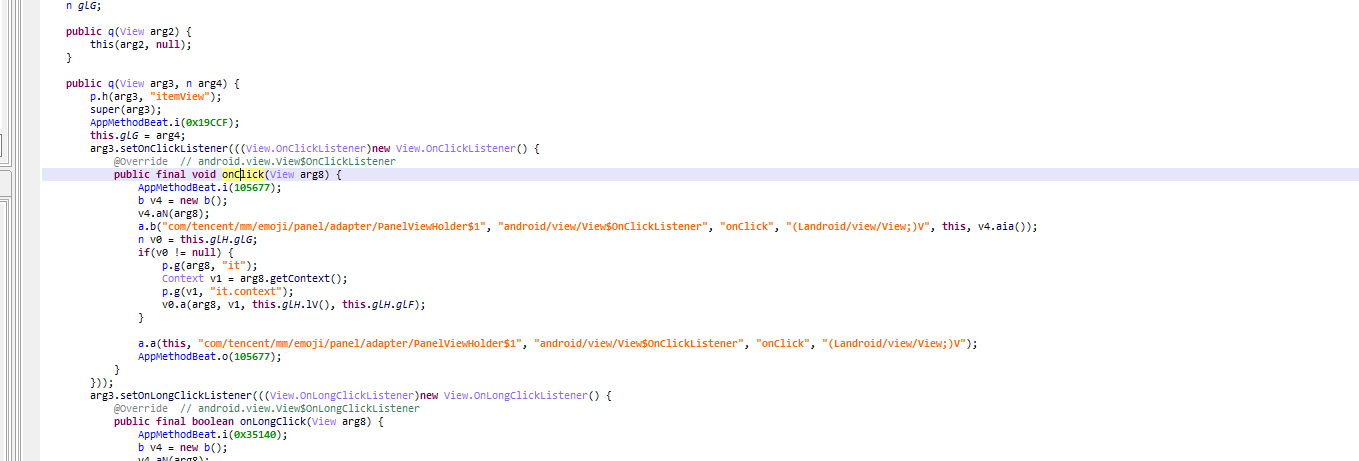 n glG;
public q(View arg2) {
this(arg2, null);
}
public q(View arg3, n arg4) {
p.h(arg3, "itemView");
super(arg3);
AppMethodBeat.i(0x19CCF);
this.glG = arg4;
arg3.setOnClickListener(((View.OnClickListener)new View.OnClickListener() {
@Override  // android.view.View$OnClickListener
public final void onClick(View arg8) {
AppMethodBeat.i(105677);
b v4 = new b();
v4.aN(arg8);
a.b("com/tencent/mm/emoji/panel/adapter/PanelViewHolder$1", "android/view/View$OnClickListener", "onClick", "(Landroid/view/View;)V", this, v4.aia());
n v0 = this.glH.glG;
if(v0 != null) {
p.g(arg8, "it");
Context v1 = arg8.getContext();
p.g(v1, "it.context");
v0.a(arg8, v1, this.glH.lV(), this.glH.glF);
}
a.a(this, "com/tencent/mm/emoji/panel/adapter/PanelViewHolder$1", "android/view/View$OnClickListener", "onClick", "(Landroid/view/View;)V");
AppMethodBeat.o(105677);
}
}));
arg3.setOnLongClickListener(((View.OnLongClickListener)new View.OnLongClickListener() {
@Override  // android.view.View$OnLongClickListener
public final boolean onLongClick(View arg8) {
AppMethodBeat.i(0x35140);
b v4 = new b();
v4.aN(arg8);